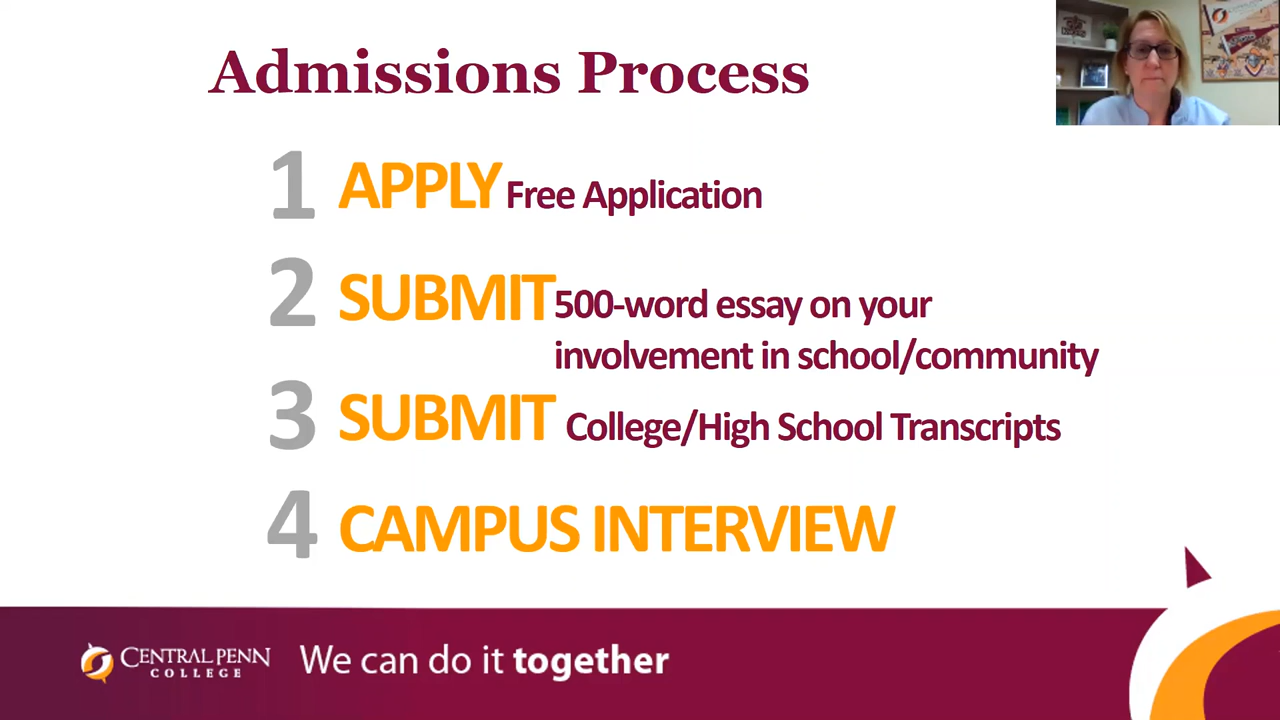 Admissions Process
1 APPLY Free Application
2 SUBMIT 500-word essay on your
involvement in school/community
3 SUBMIT College/High School Transcripts
4 CAMPUS INTERVIEW
CENTRAL PENN
COLLEGE
We can do it together